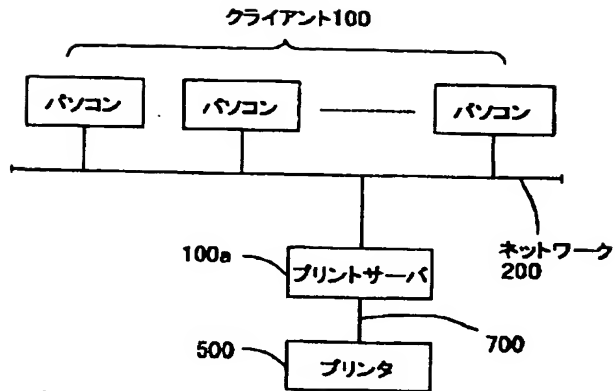 クライアント100
パソコン
パソコン
パソコン
ネットワーク
200
100a
プリントサーバ
700
500
プリンタ